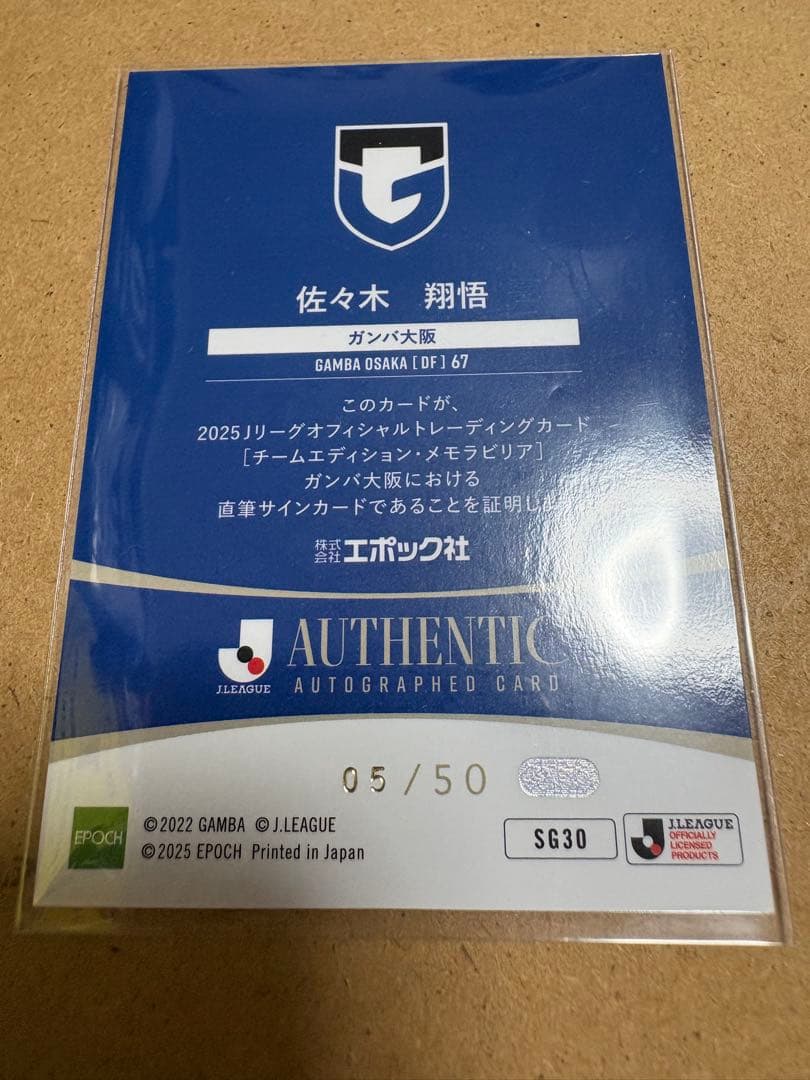 佐々木 翔悟
ガンバ大阪
GAMBA OSAKA [DF] 67
このカードが、
2025Jリーグオフィシャルトレーディングカード
[チームエディション・メモラビリア]
ガンバ大阪における
直筆サインカードであることを証明し
株式会社エポック社
J.LEAGUE
AUTHENTIC
AUTOGRAPHED CARD
05/50
EPOCH
©2022 GAMBA ©J.LEAGUE
©2025 EPOCH Printed in Japan
SG30
J.LEAGUE
OFFICIALLY
LICENSED
PRODUCTS